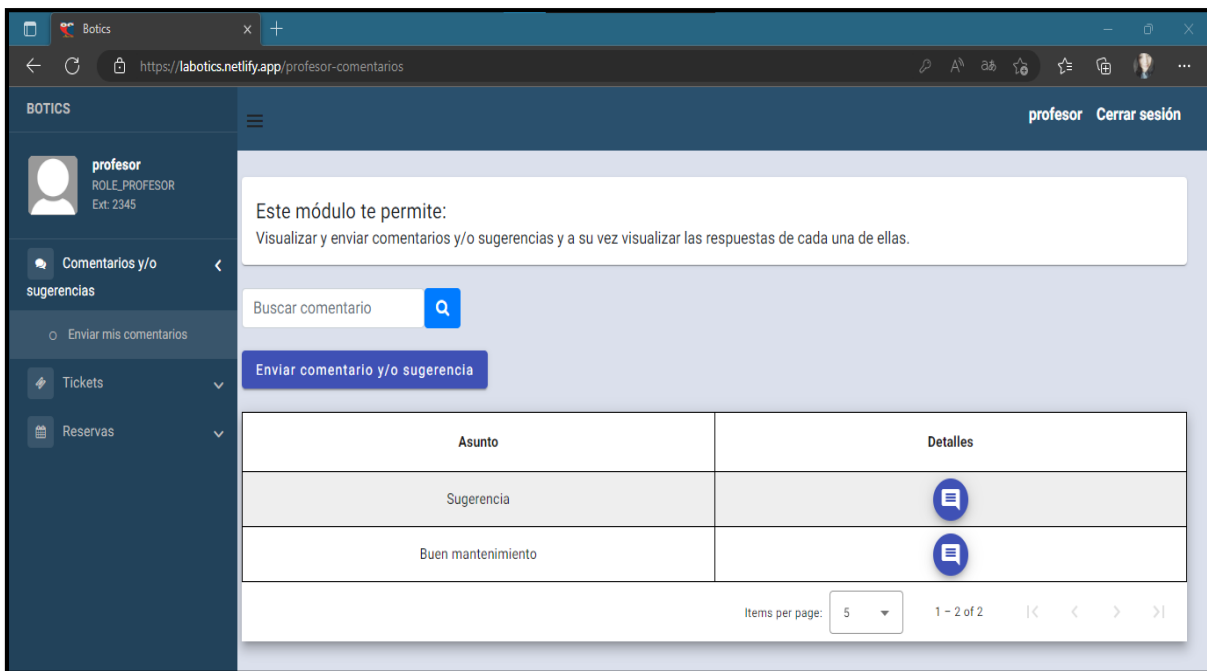 Botics
https://labotics.netlify.app/profesor-comentarios
BOTICS
profesor Cerrar sesión
profesor
ROLE_PROFESOR
Ext: 2345
Comentarios y/o
sugerencias
Enviar mis comentarios
Tickets
Reservas
Este módulo te permite:
Visualizar y enviar comentarios y/o sugerencias y a su vez visualizar las respuestas de cada una de ellas.
Buscar comentario
Enviar comentario y/o sugerencia
Asunto Detalles
Sugerencia
Buen mantenimiento
Items per page: 5 1 – 2 of 2